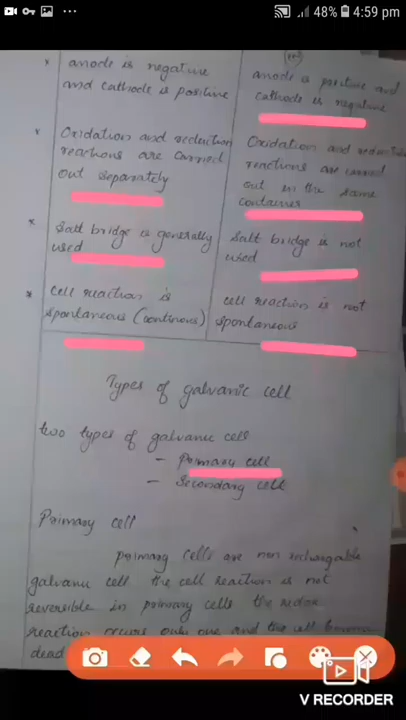 48% 4:59 pm
* anode is negative
and cathode is positive
anode is positive and
cathode is negative
* Oxidation and reduction
reactions are carried
out separately
Oxidation and reduction
reactions are carried
out in the same
container
* Salt bridge is generally
used
Salt bridge is not
used
* cell reaction is
spontaneous (continous)
cell reaction is not
spontaneous
Types of galvanic cell
two types of galvanic cell
- Primary cell
- Secondary cell
Primary cell
primary cells are non rechargable
galvanic cell the cell reaction is not
reversible in primary cells the redox
reaction occurs only one and the cell
dead
V RECORDER